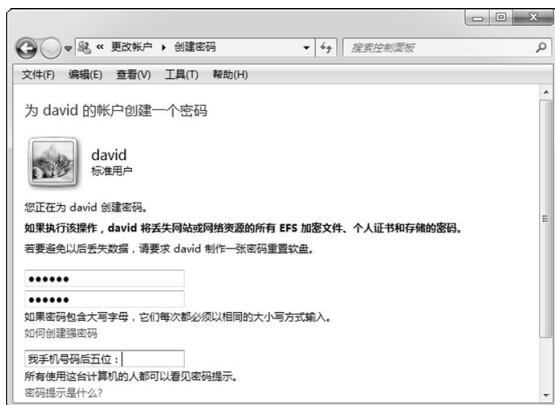 « 更改帐户 ▸ 创建密码
搜索控制面板
文件(F) 编辑(E) 查看(V) 工具(T) 帮助(H)
为 david 的帐户创建一个密码
david
标准用户
您正在为 david 创建密码。
如果执行该操作，david 将丢失网站或网络资源的所有 EFS 加密文件、个人证书和存储的密码。
若要避免以后丢失数据，请要求 david 制作一张密码重置软盘。
●●●●●●
●●●●●●
如果密码包含大写字母，它们每次都必须以相同的大小写方式输入。
如何创建强密码
我手机号码后五位：
所有使用这台计算机的人都可以看见密码提示。
密码提示是什么?